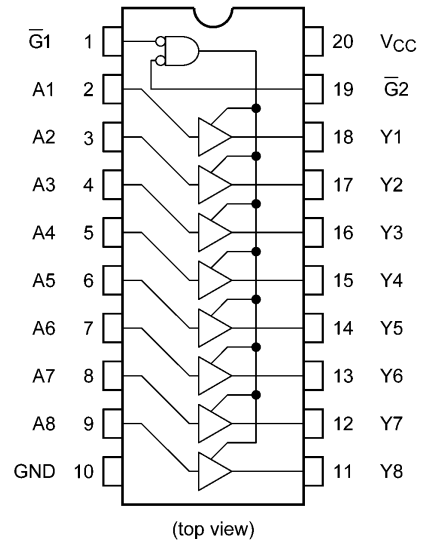 G̅1 1 20 VCC
A1 2 19 G̅2
A2 3 18 Y1
A3 4 17 Y2
A4 5 16 Y3
A5 6 15 Y4
A6 7 14 Y5
A7 8 13 Y6
A8 9 12 Y7
GND 10 11 Y8
(top view)